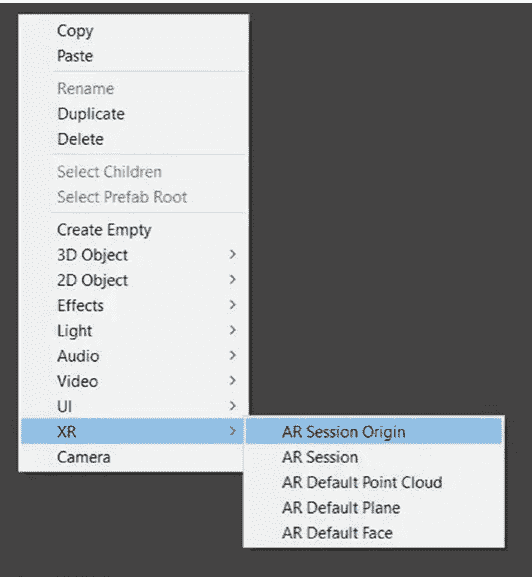 Copy
Paste
Rename
Duplicate
Delete
Select Children
Select Prefab Root
Create Empty
3D Object
2D Object
Effects
Light
Audio
Video
UI
XR
Camera
AR Session Origin
AR Session
AR Default Point Cloud
AR Default Plane
AR Default Face